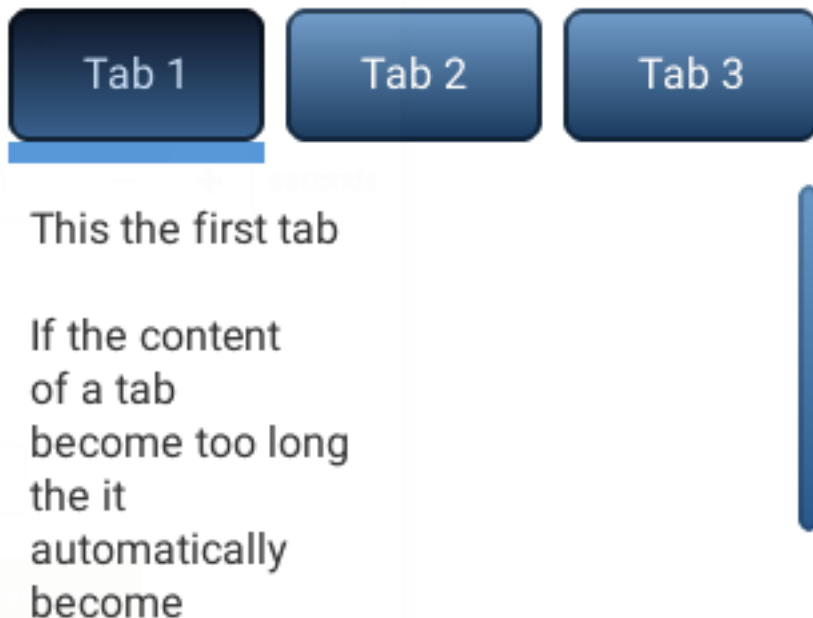 Tab 1
Tab 2
Tab 3
This the first tab
If the content
of a tab
become too long
the it
automatically
become